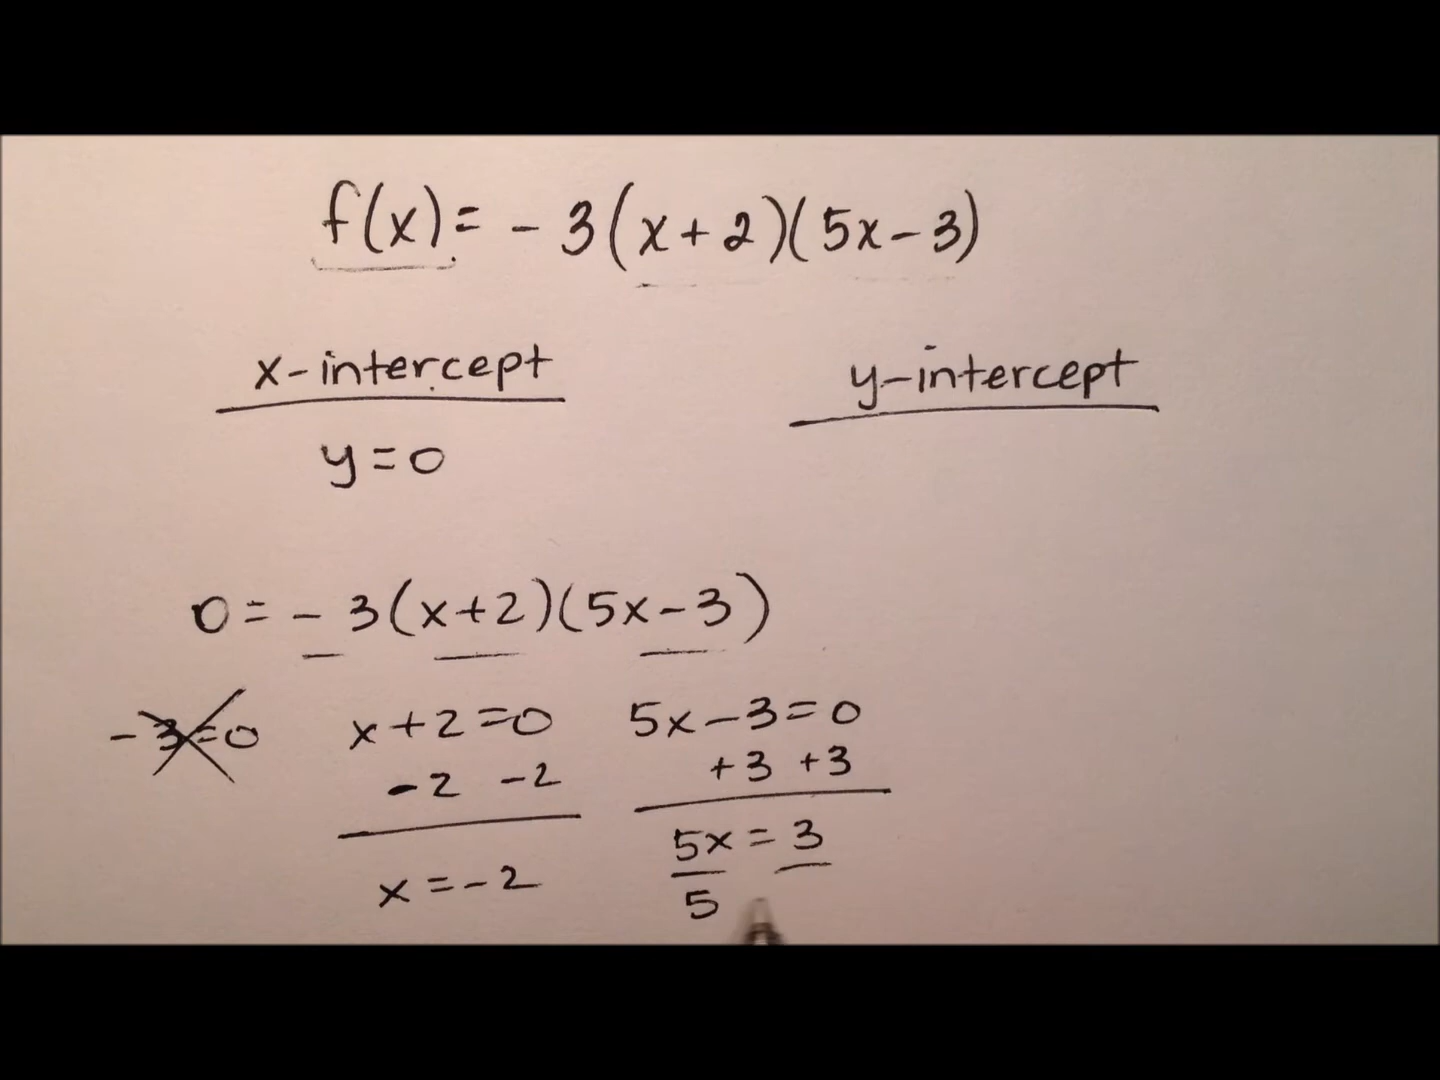 f(x) = -3(x+2)(5x-3)
x-intercept
y-intercept
y=0
0=-3(x+2)(5x-3)
-3=0
x+2=0
5x-3=0
-2 -2
+3 +3
x=-2
5x=3
5